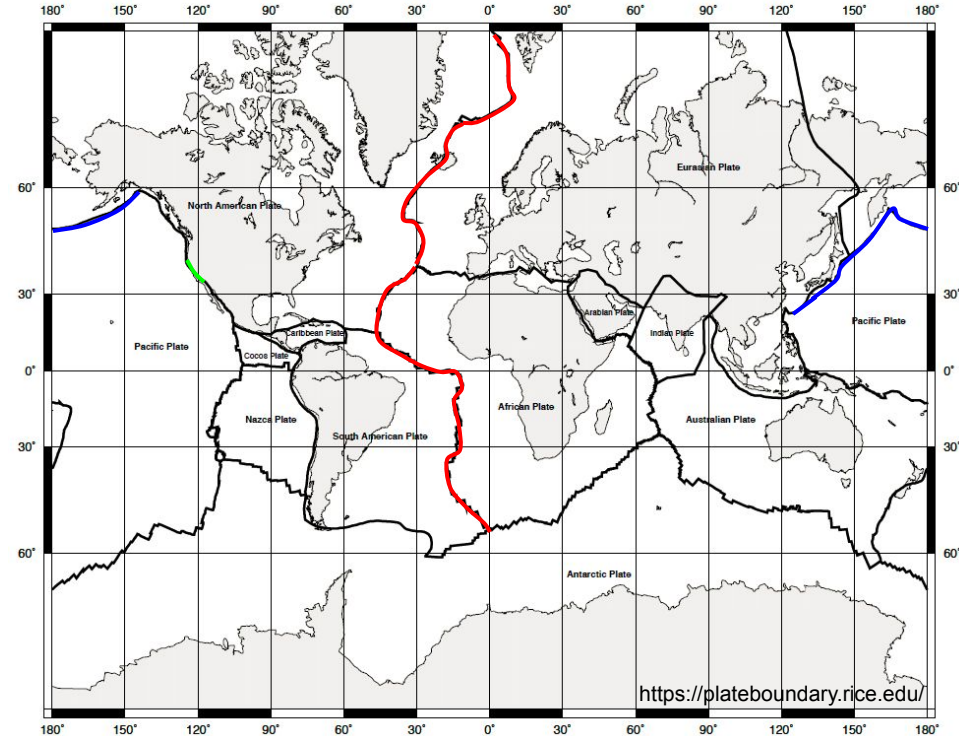 180° 150° 120° 90° 60° 30° 0° 30° 60° 90° 120° 150° 180°
Eurasian Plate
60° 60°
North American Plate
30° 30°
Arabian Plate
Pacific Plate
Caribbean Plate Indian Plate
Pacific Plate
Cocos Plate
0° 0°
African Plate
Nazca Plate Australian Plate
South American Plate
30° 30°
60° 60°
Antarctic Plate
https://plateboundary.rice.edu/
180° 150° 120° 90° 60° 30° 0° 30° 60° 90° 120° 150° 180°